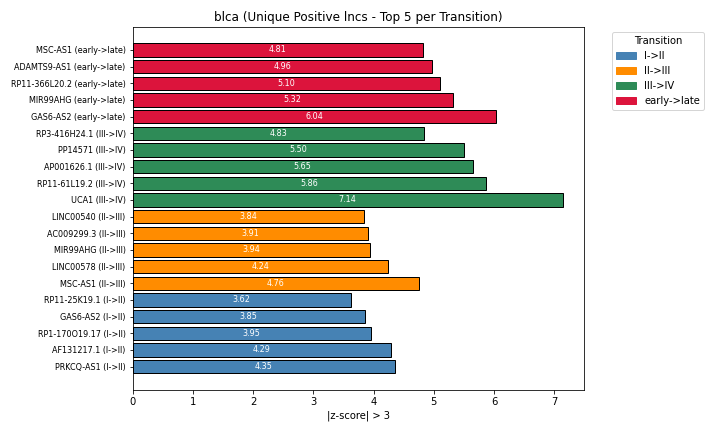 blca (Unique Positive lncs - Top 5 per Transition)
MSC-AS1 (early->late) 4.81
ADAMTS9-AS1 (early->late) 4.96
RP11-366L20.2 (early->late) 5.10
MIR99AHG (early->late) 5.32
GAS6-AS2 (early->late) 6.04
RP3-416H24.1 (III->IV) 4.83
PP14571 (III->IV) 5.50
AP001626.1 (III->IV) 5.65
RP11-61L19.2 (III->IV) 5.86
UCA1 (III->IV) 7.14
LINC00540 (II->III) 3.84
AC009299.3 (II->III) 3.91
MIR99AHG (II->III) 3.94
LINC00578 (II->III) 4.24
MSC-AS1 (II->III) 4.76
RP11-25K19.1 (I->II) 3.62
GAS6-AS2 (I->II) 3.85
RP1-170O19.17 (I->II) 3.95
AF131217.1 (I->II) 4.29
PRKCQ-AS1 (I->II) 4.35
0 1 2 3 4 5 6 7
|z-score| > 3
Transition
I->II
II->III
III->IV
early->late